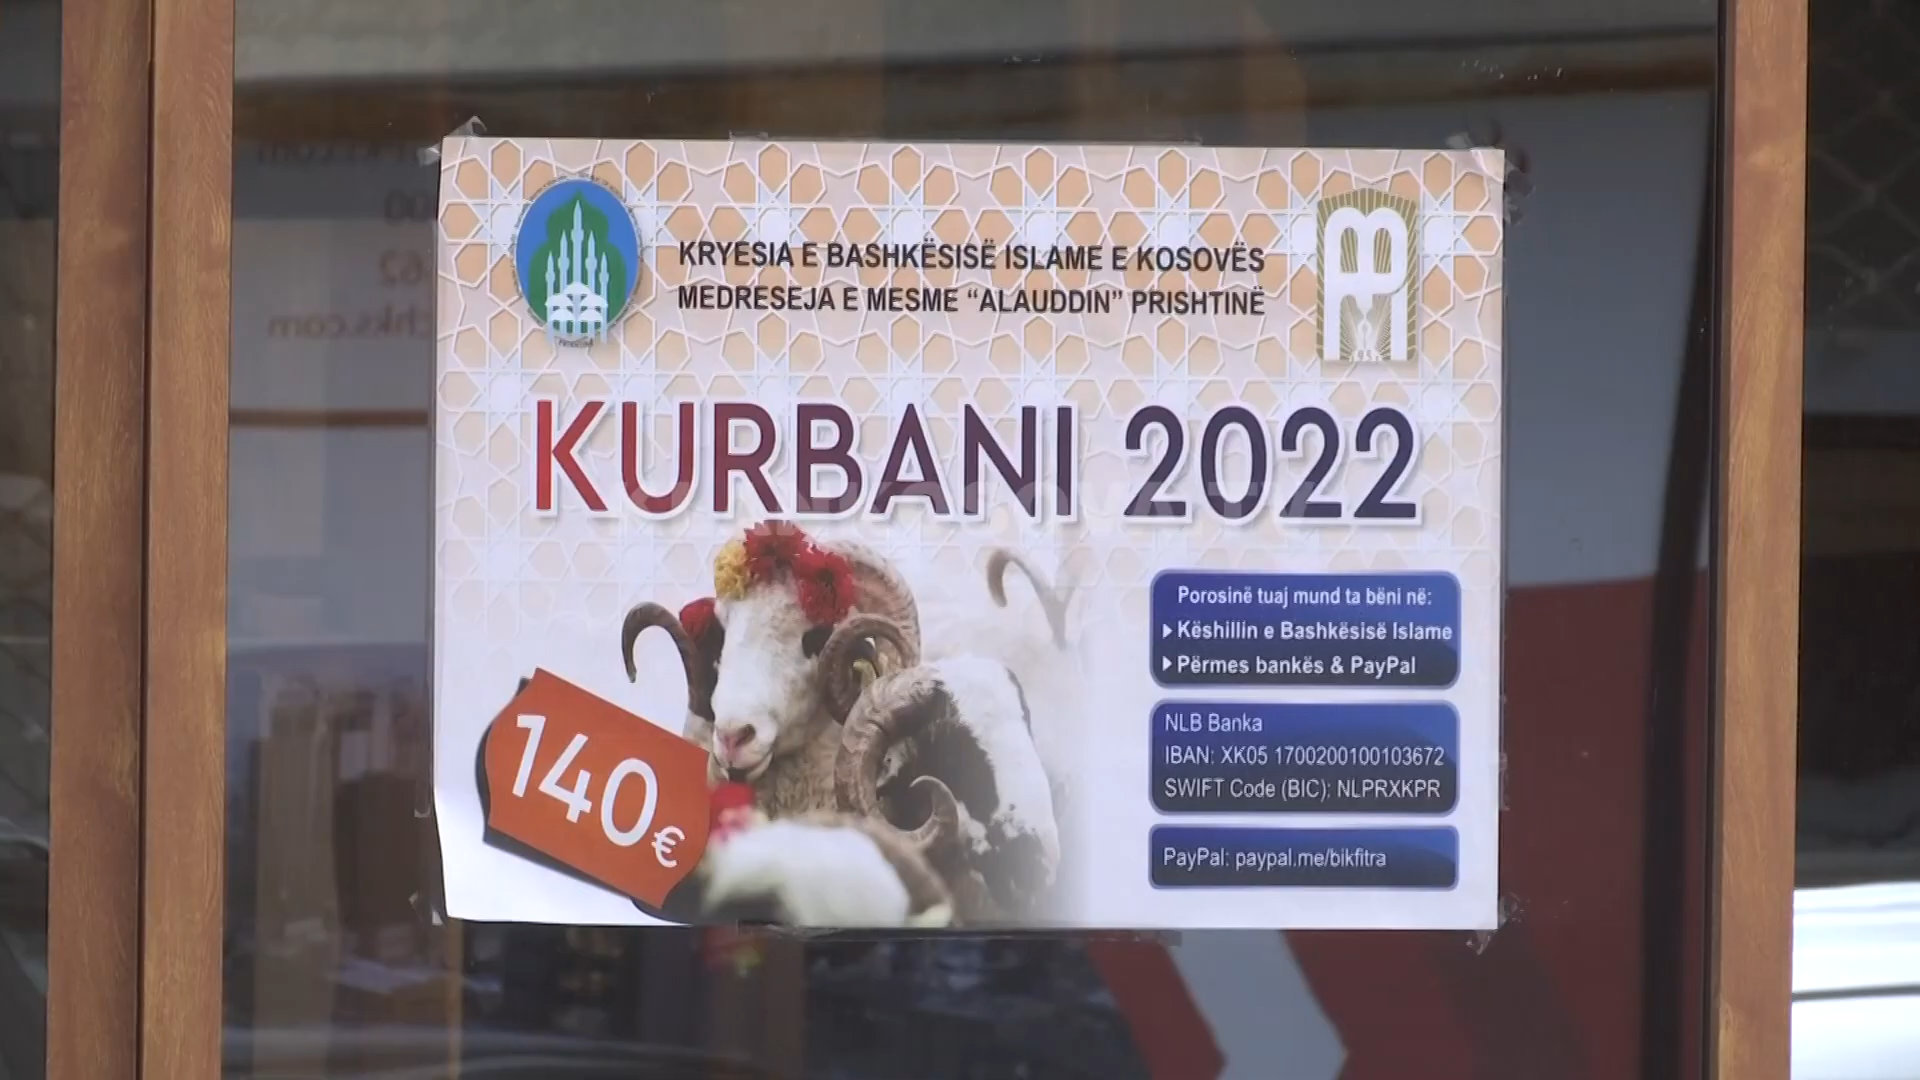 KRYESIA E BASHKËSISË ISLAME E KOSOVËS
MEDRESEJA E MESME “ALAUDDIN” PRISHTINË
KURBANI 2022
140€
Porosinë tuaj mund ta bëni në:
Këshillin e Bashkësisë Islame
Përmes bankës & PayPal
NLB Banka
IBAN: XK05 1700200100103672
SWIFT Code (BIC): NLPRXKPR
PayPal: paypal.me/bikfitra